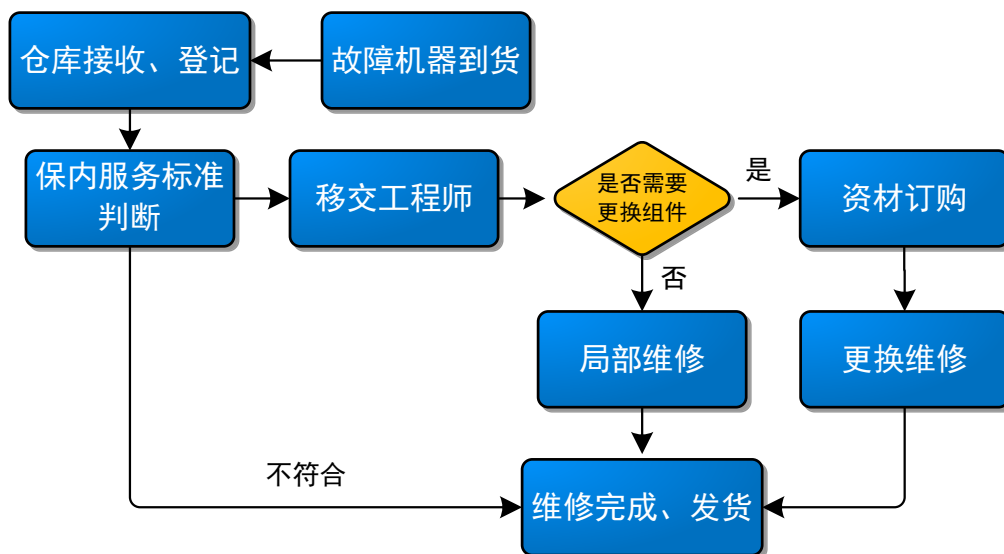 仓库接收、登记
故障机器到货
保内服务标准
判断
移交工程师
是否需要
更换组件
是
资材订购
否
局部维修
更换维修
不符合
维修完成、发货